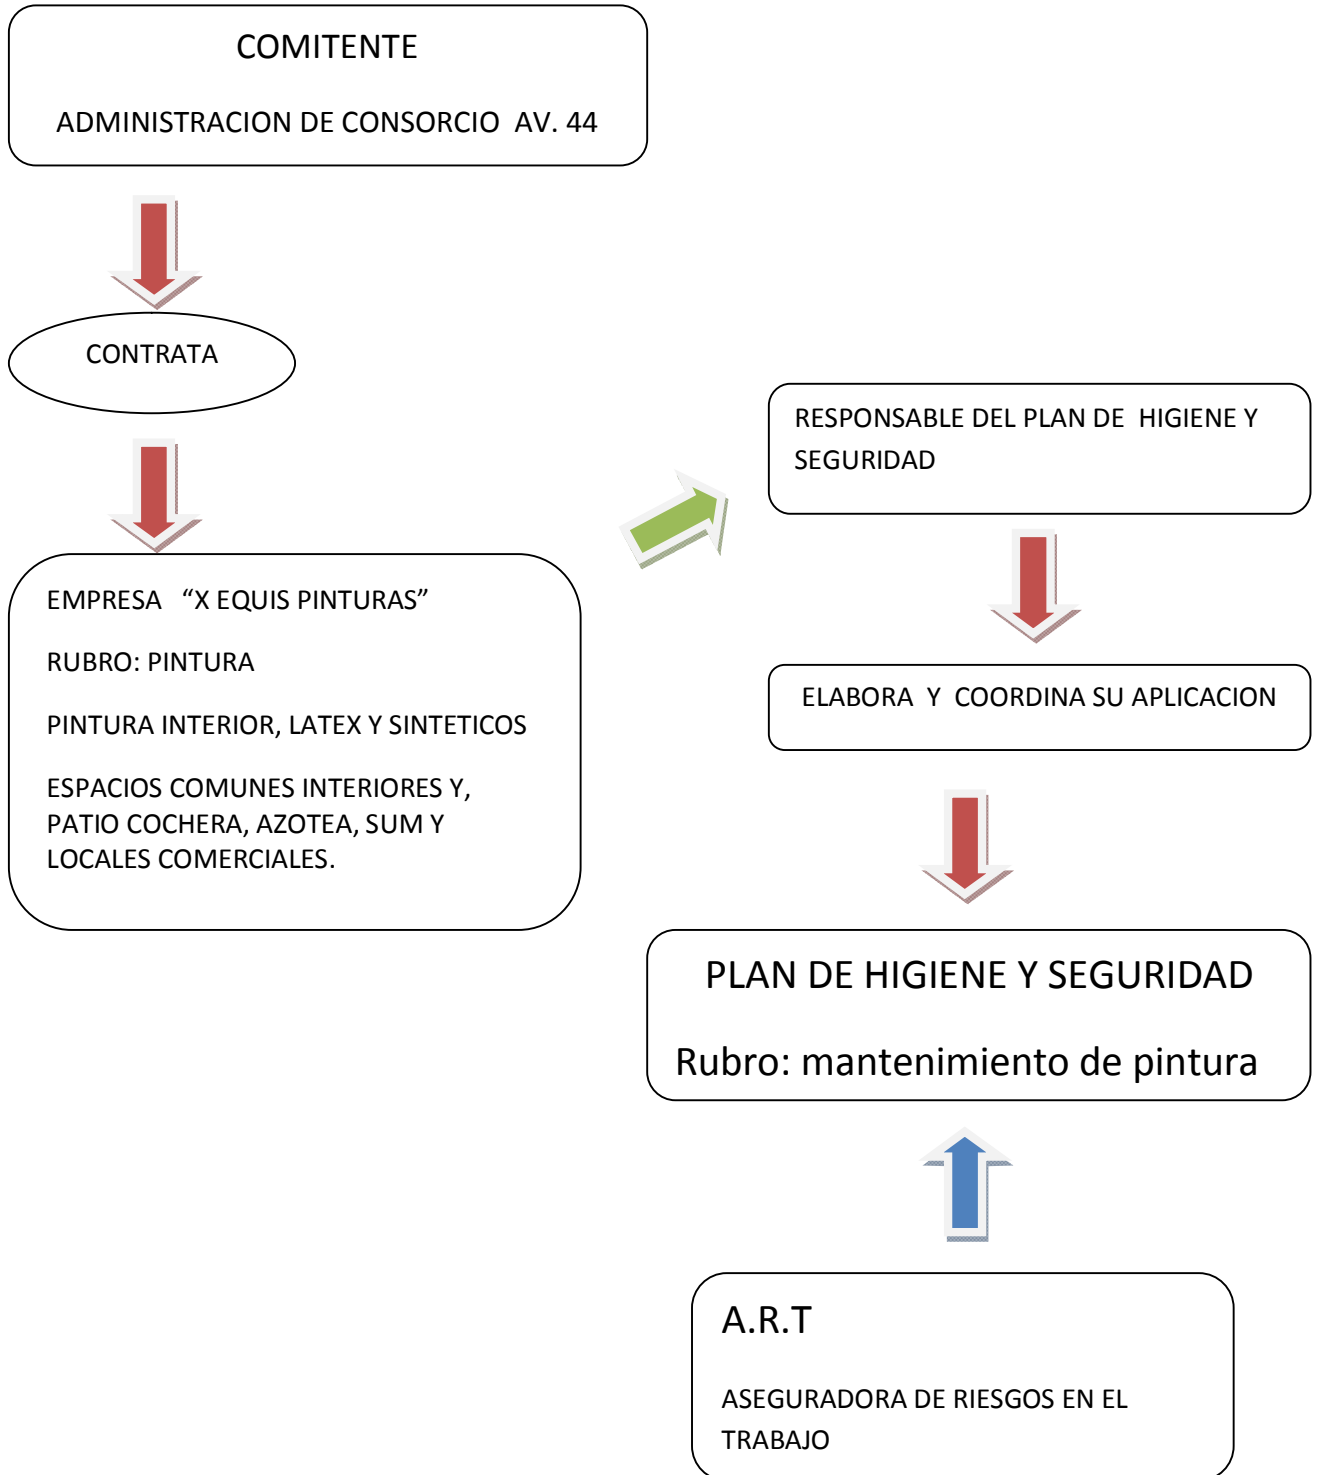 COMITENTE
ADMINISTRACION DE CONSORCIO AV. 44
CONTRATA
EMPRESA “X EQUIS PINTURAS”
RUBRO: PINTURA
PINTURA INTERIOR, LATEX Y SINTETICOS
ESPACIOS COMUNES INTERIORES Y,
PATIO COCHERA, AZOTEA, SUM Y
LOCALES COMERCIALES.
RESPONSABLE DEL PLAN DE HIGIENE Y
SEGURIDAD
ELABORA Y COORDINA SU APLICACION
PLAN DE HIGIENE Y SEGURIDAD
Rubro: mantenimiento de pintura
A.R.T
ASEGURADORA DE RIESGOS EN EL
TRABAJO